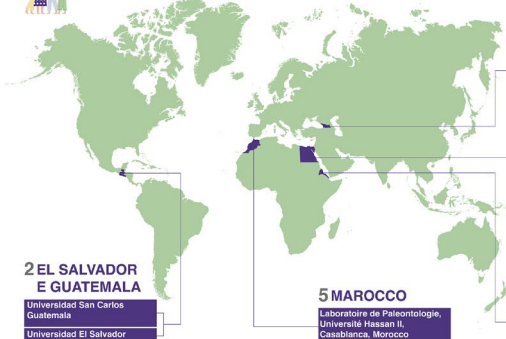 2 EL SALVADOR
E GUATEMALA
Universidad San Carlos
Guatemala
Universidad El Salvador
5 MAROCCO
Laboratoire de Paleontologie,
Université Hassan II,
Casablanca, Morocco